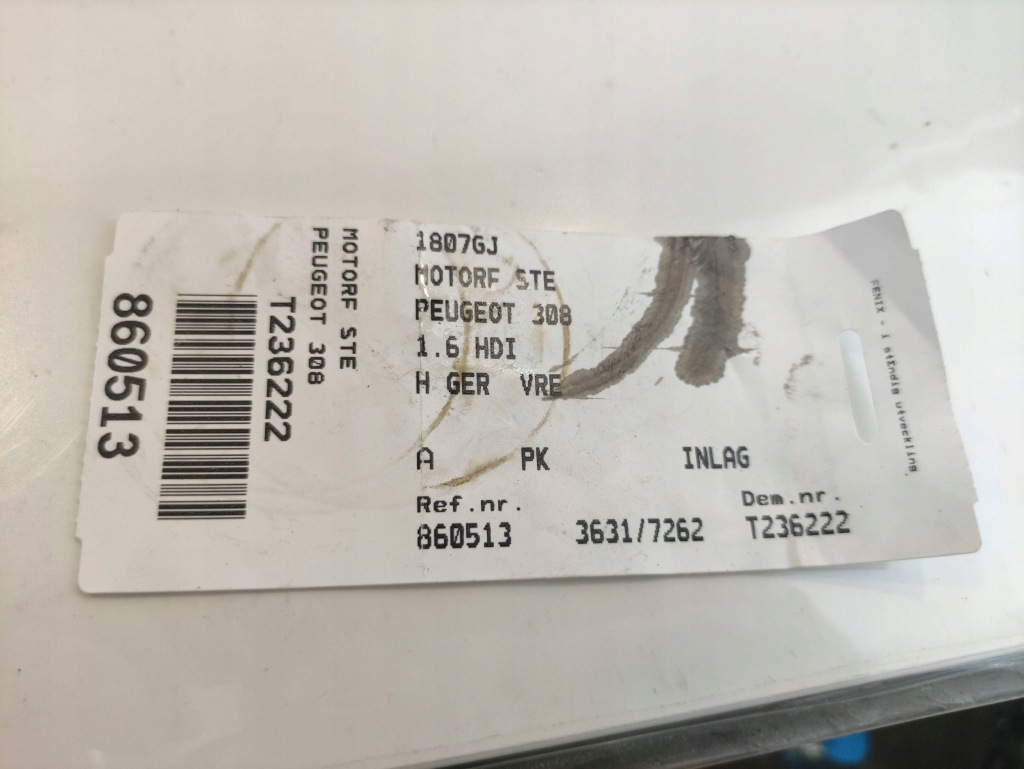 860513
T236222
PEUGEOT 308
MOTORF STE
1807GJ
MOTORF STE
PEUGEOT 308
1.6 HDI
H GER VRE
A PK INLAG
Ref.nr. Dem.nr.
860513 3631/7262 T236222
FENIX - i stEndig utveckling